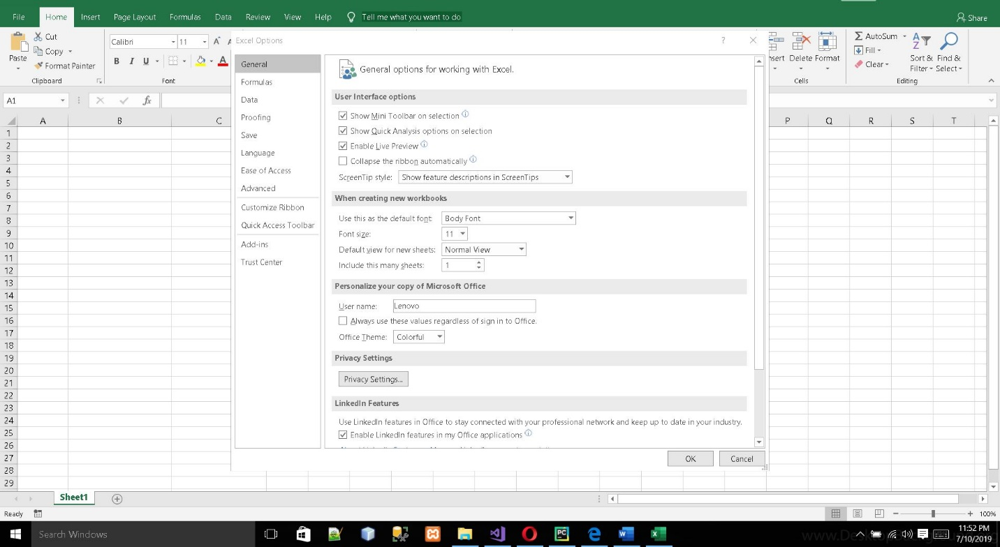 File Home Insert Page Layout Formulas Data Review View Help Tell me what you want to do Share
Cut
Copy
Format Painter
Paste
Clipboard
Calibri 11 A
B I U A
Font
Insert Delete Format
Cells
AutoSum
Fill
Clear
Sort & Filter
Find & Select
Editing
A1 fx
A B C P Q R S T
1
2
3
4
5
6
7
8
9
10
11
12
13
14
15
16
17
18
19
20
21
22
23
24
25
26
27
28
29
Excel Options ?
General
Formulas
Data
Proofing
Save
Language
Ease of Access
Advanced
Customize Ribbon
Quick Access Toolbar
Add-ins
Trust Center
General options for working with Excel.
User Interface options
Show Mini Toolbar on selection
Show Quick Analysis options on selection
Enable Live Preview
Collapse the ribbon automatically
ScreenTip style: Show feature descriptions in ScreenTips
When creating new workbooks
Use this as the default font: Body Font
Font size: 11
Default view for new sheets: Normal View
Include this many sheets: 1
Personalize your copy of Microsoft Office
User name: Lenovo
Always use these values regardless of sign in to Office.
Office Theme: Colorful
Privacy Settings
Privacy Settings...
LinkedIn Features
Use LinkedIn features in Office to stay connected with your professional network and keep up to date in your industry.
Enable LinkedIn features in my Office applications
OK Cancel
Sheet1
Ready 100%
Search Windows
11:52 PM
7/10/2019